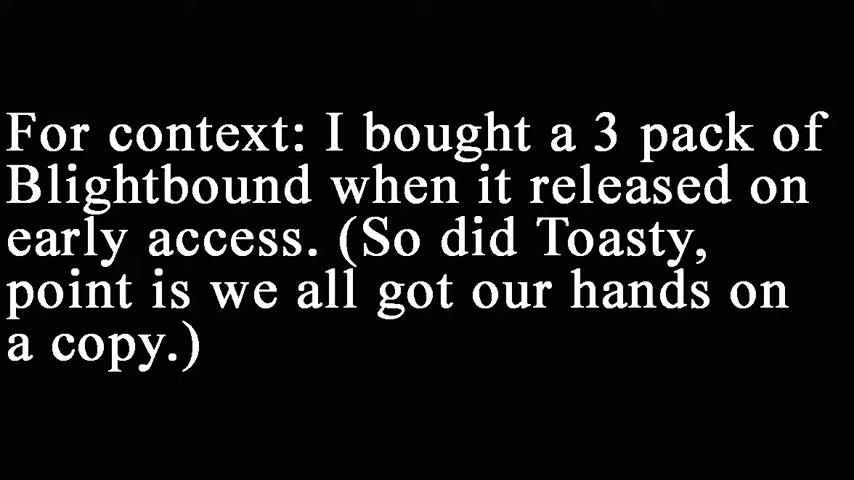 For context: I bought a 3 pack of
Blightbound when it released on
early access. (So did Toasty,
point is we all got our hands on
a copy.)